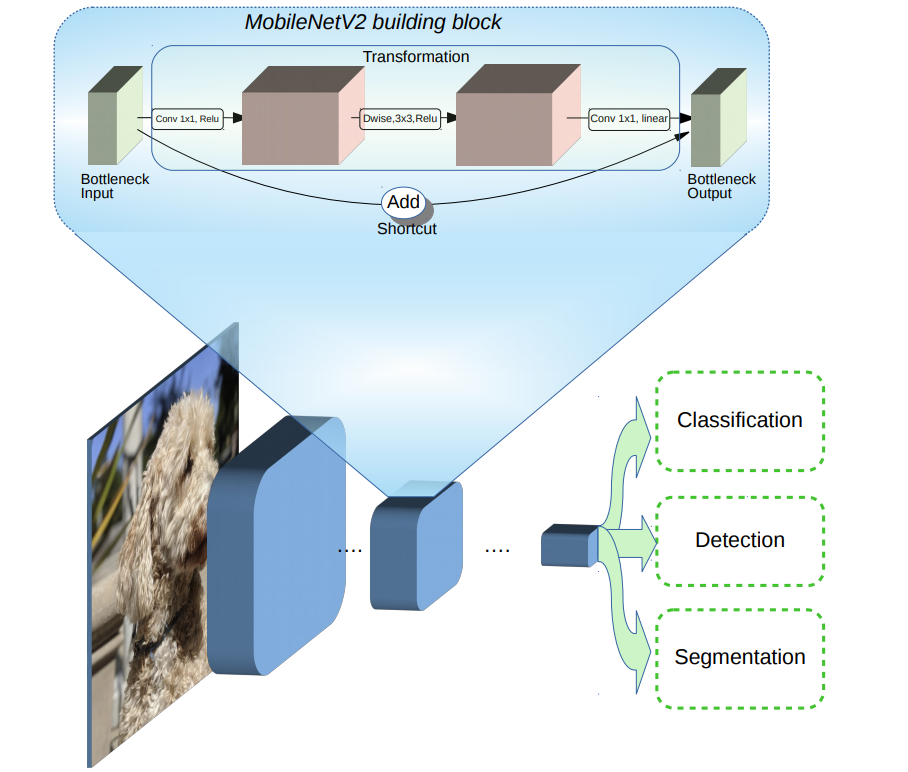 MobileNetV2 building block
Transformation
Conv 1x1, Relu
Dwise,3x3,Relu
Conv 1x1, linear
Bottleneck
Input
Bottleneck
Output
Add
Shortcut
....
....
Classification
Detection
Segmentation